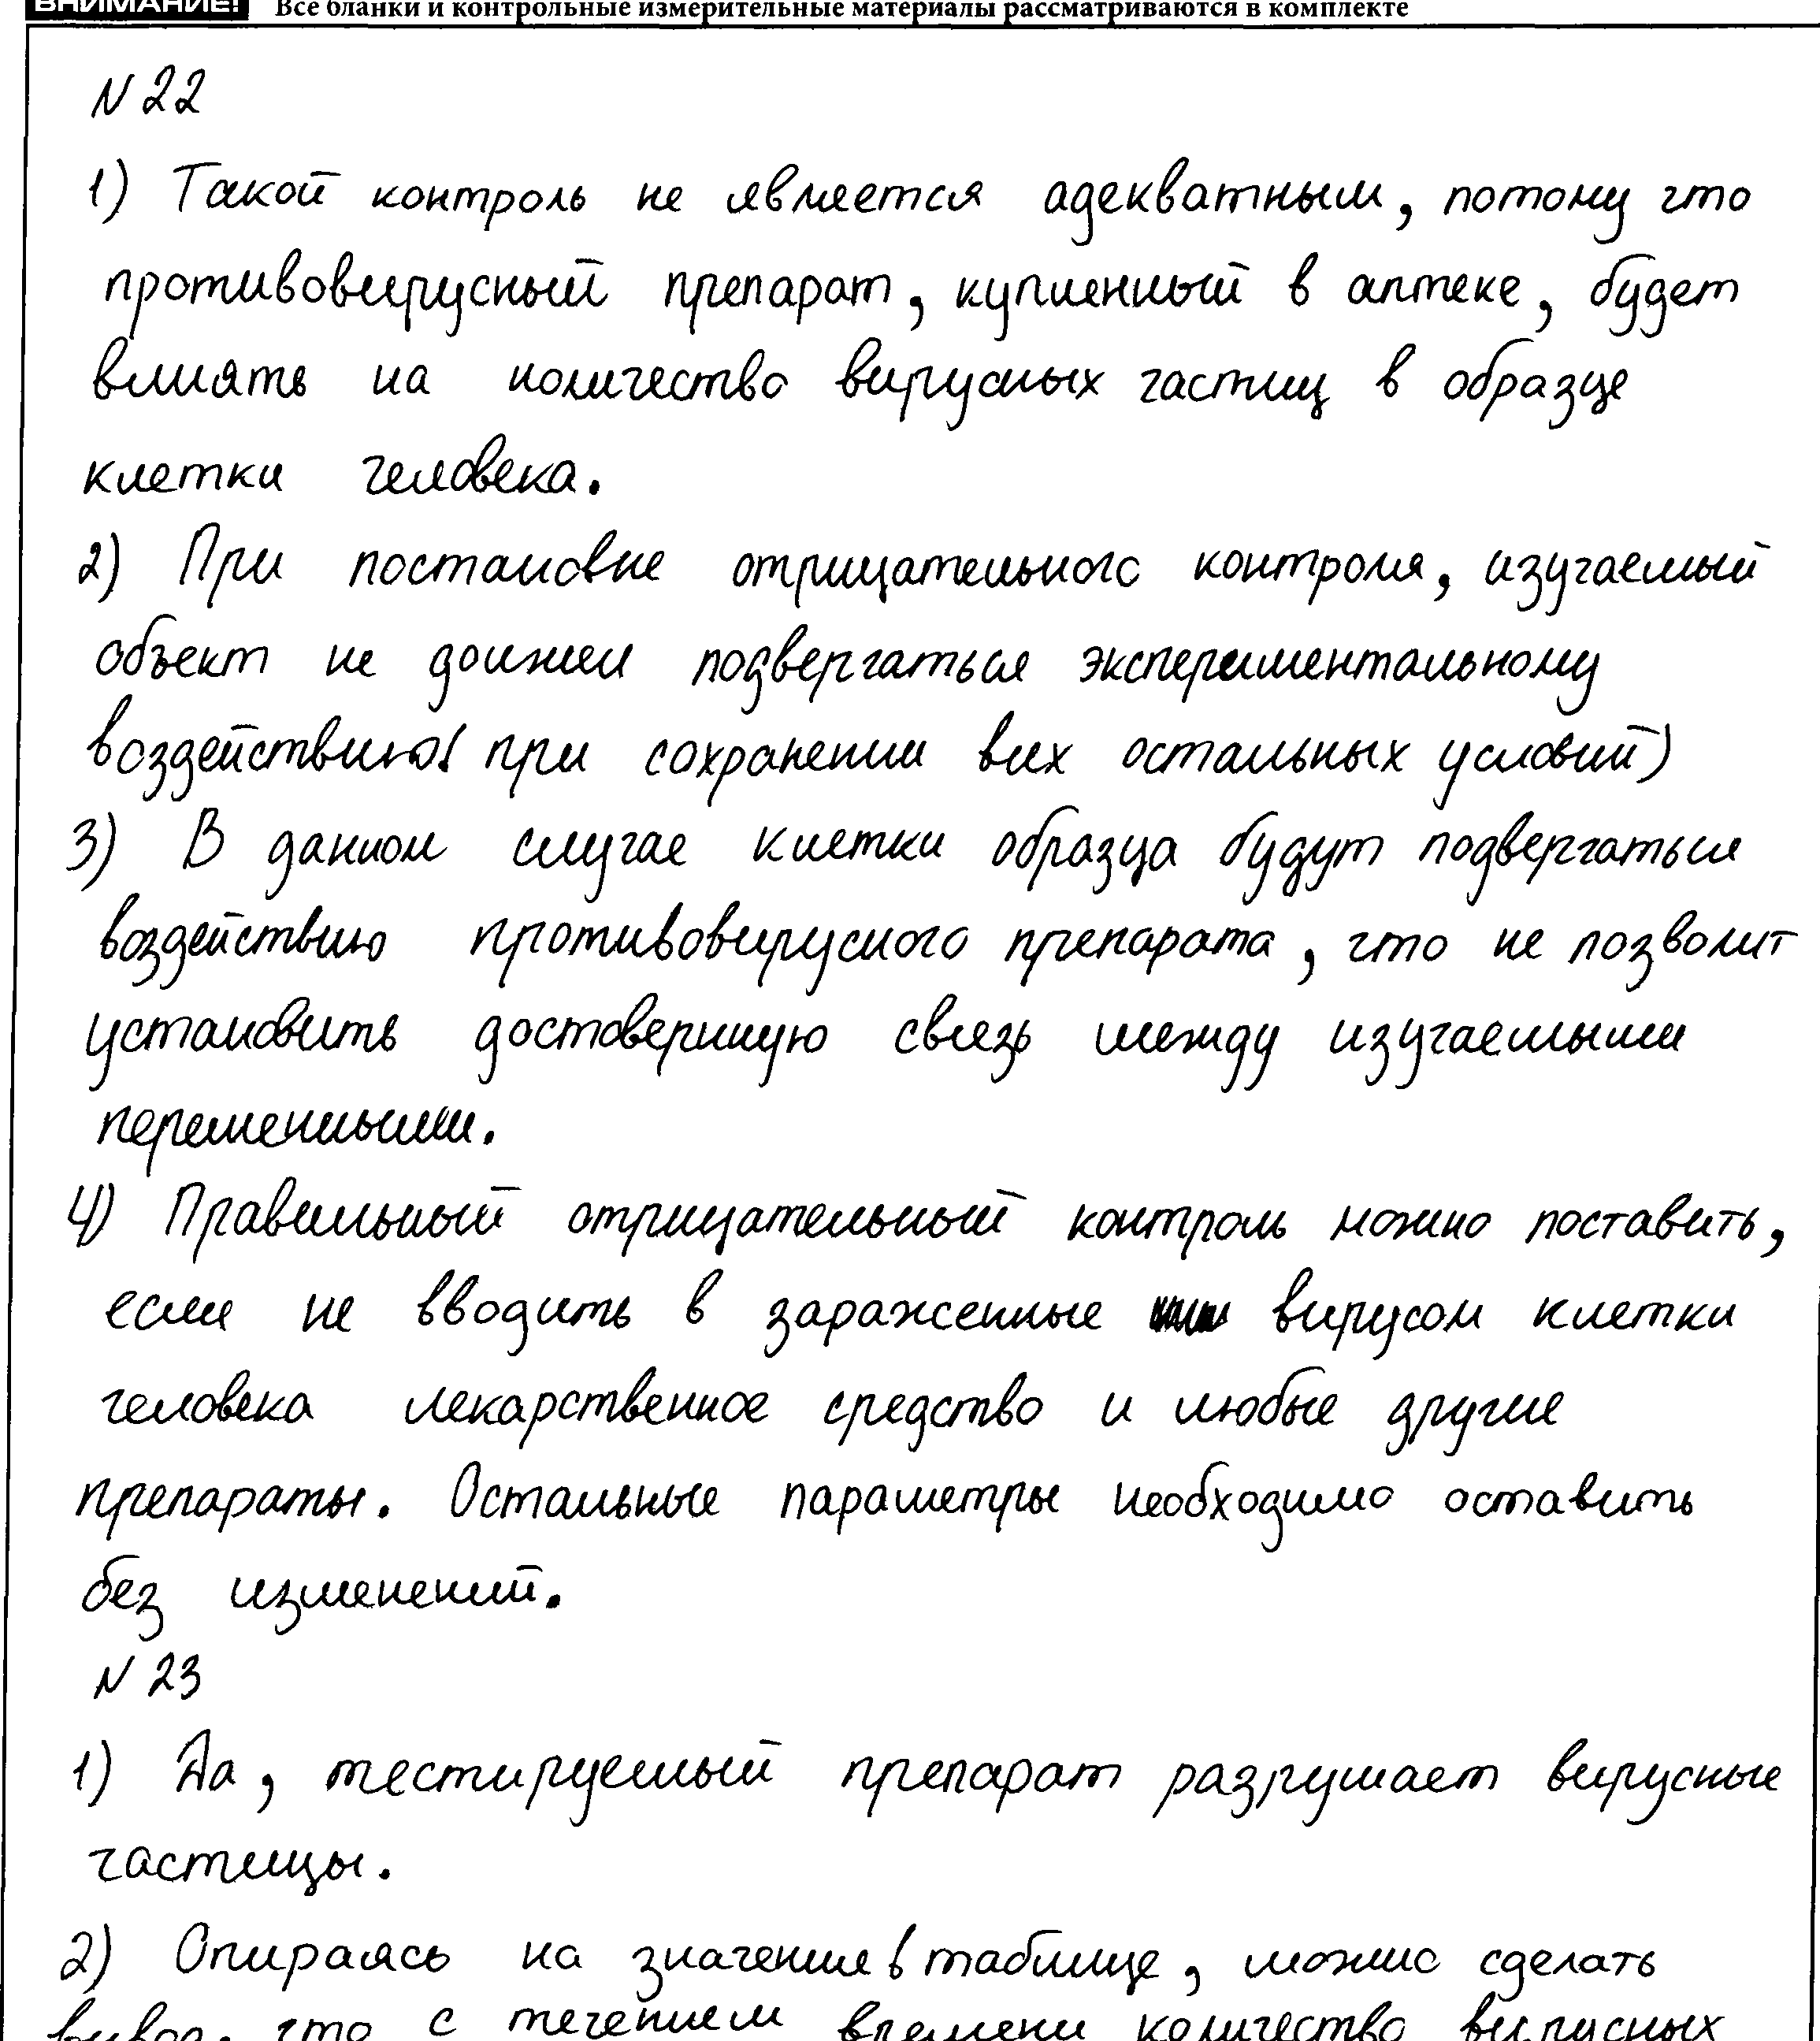 ВНИМАНИЕ! Все бланки и контрольные измерительные материалы рассматриваются в комплекте
N 22
1) Такой контроль не является адекватным, потому что
противовирусный препарат, купленный в аптеке, будет
влиять на количество вирусных частиц в образце
клетки человека.
2) При постановке отрицательного контроля, изучаемый
объект не должен подвергаться экспериментальному
воздействию (при сохранении всех остальных условий)
3) В данном случае клетки образца будут подвергаться
воздействию противовирусного препарата, что не позволит
установить достоверную связь между изучаемыми
переменными.
4) Правильный отрицательный контроль можно поставить,
если не вводить в зараженные вирусом клетки
человека лекарственное средство и любые другие
препараты. Остальные параметры необходимо оставить
без изменений.
N 23
1) Да, тестируемый препарат разрушает вирусные
частицы.
2) Опираясь на значение в таблице, можно сделать
вывод, что с течением времени количество вирусных